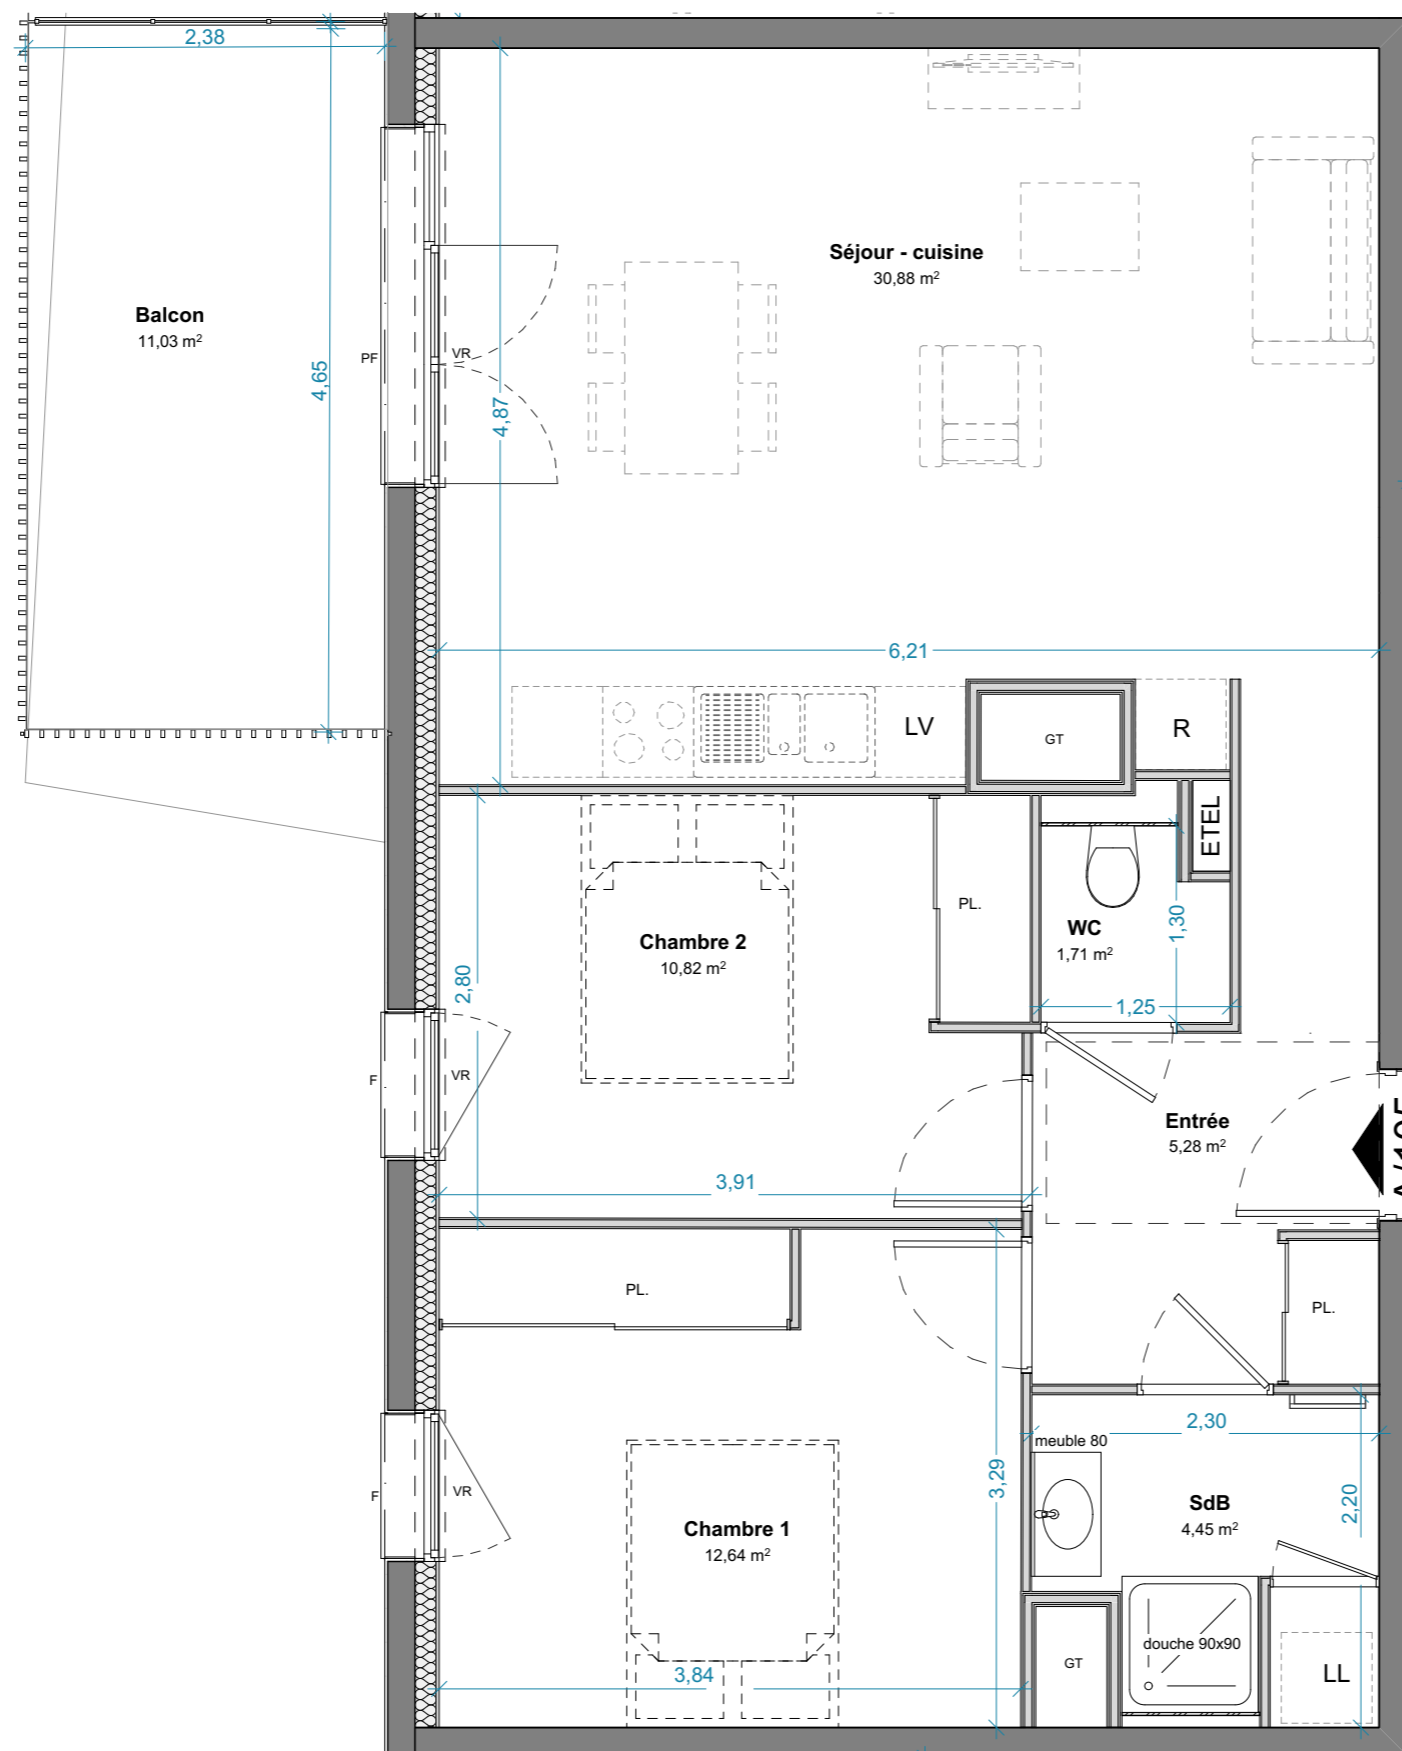 2,38
Séjour - cuisine
30,88 m²
Balcon
11,03 m²
PF
VR
4,65
4,87
6,21
LV
GT
R
ETEL
PL.
Chambre 2
10,82 m²
WC
1,71 m²
1,30
2,80
1,25
F
VR
Entrée
5,28 m²
3,91
PL.
PL.
2,30
meuble 80
3,29
F
VR
SdB
4,45 m²
2,20
Chambre 1
12,64 m²
douche 90x90
GT
LL
3,84